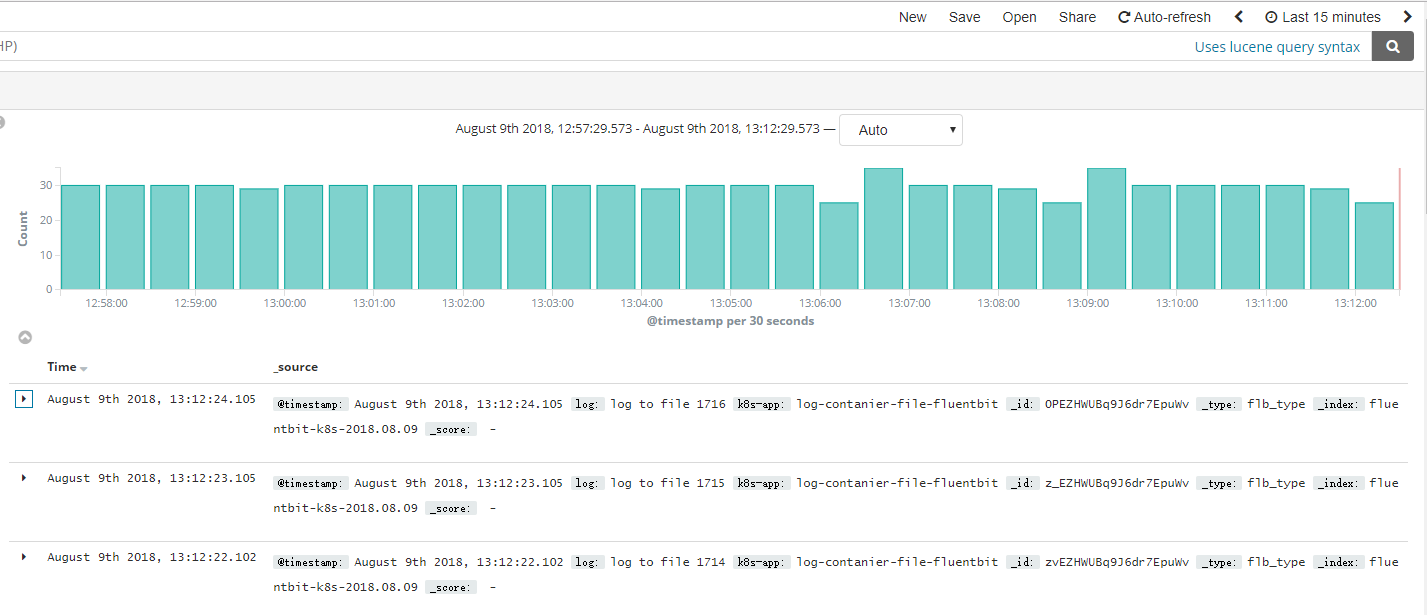 New Save Open Share Auto-refresh Last 15 minutes
HP) Uses lucene query syntax
August 9th 2018, 12:57:29.573 - August 9th 2018, 13:12:29.573 — Auto
30
20
10
0
Count
12:58:00 12:59:00 13:00:00 13:01:00 13:02:00 13:03:00 13:04:00 13:05:00 13:06:00 13:07:00 13:08:00 13:09:00 13:10:00 13:11:00 13:12:00
@timestamp per 30 seconds
Time _source
August 9th 2018, 13:12:24.105 @timestamp: August 9th 2018, 13:12:24.105 log: log to file 1716 k8s-app: log-contanier-file-fluentbit _id: 0PEZHWUBq9J6dr7EpuWv _type: flb_type _index: flue
ntbit-k8s-2018.08.09 _score: -
August 9th 2018, 13:12:23.105 @timestamp: August 9th 2018, 13:12:23.105 log: log to file 1715 k8s-app: log-contanier-file-fluentbit _id: z_EZHWUBq9J6dr7EpuWv _type: flb_type _index: flue
ntbit-k8s-2018.08.09 _score: -
August 9th 2018, 13:12:22.102 @timestamp: August 9th 2018, 13:12:22.102 log: log to file 1714 k8s-app: log-contanier-file-fluentbit _id: zvEZHWUBq9J6dr7EpuWv _type: flb_type _index: flue
ntbit-k8s-2018.08.09 _score: -